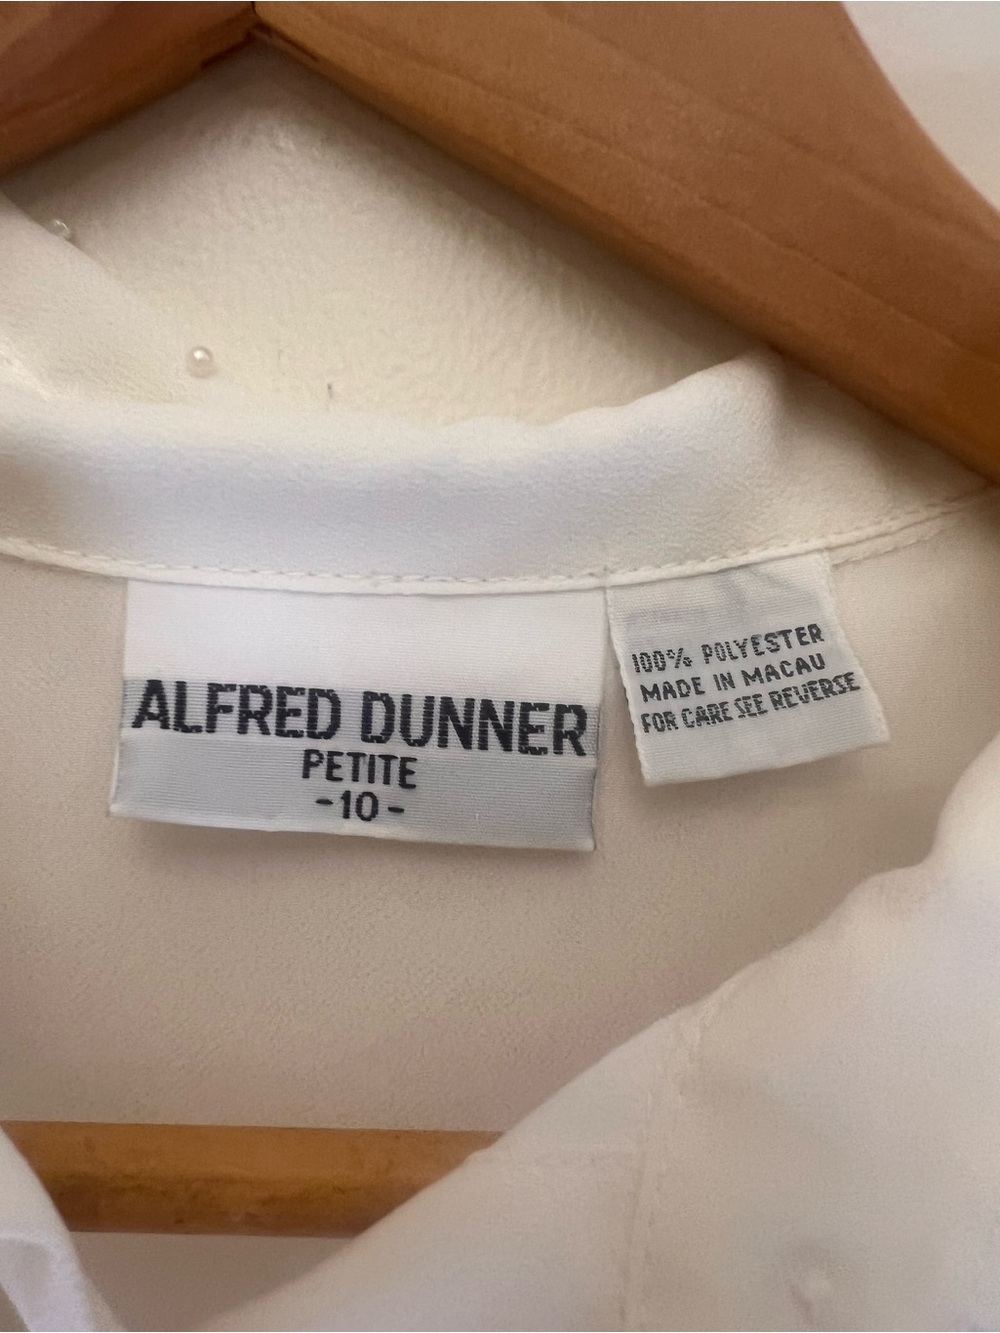 ALFRED DUNNER
PETITE
-10-
100% POLYESTER
MADE IN MACAU
FOR CARE SEE REVERSE